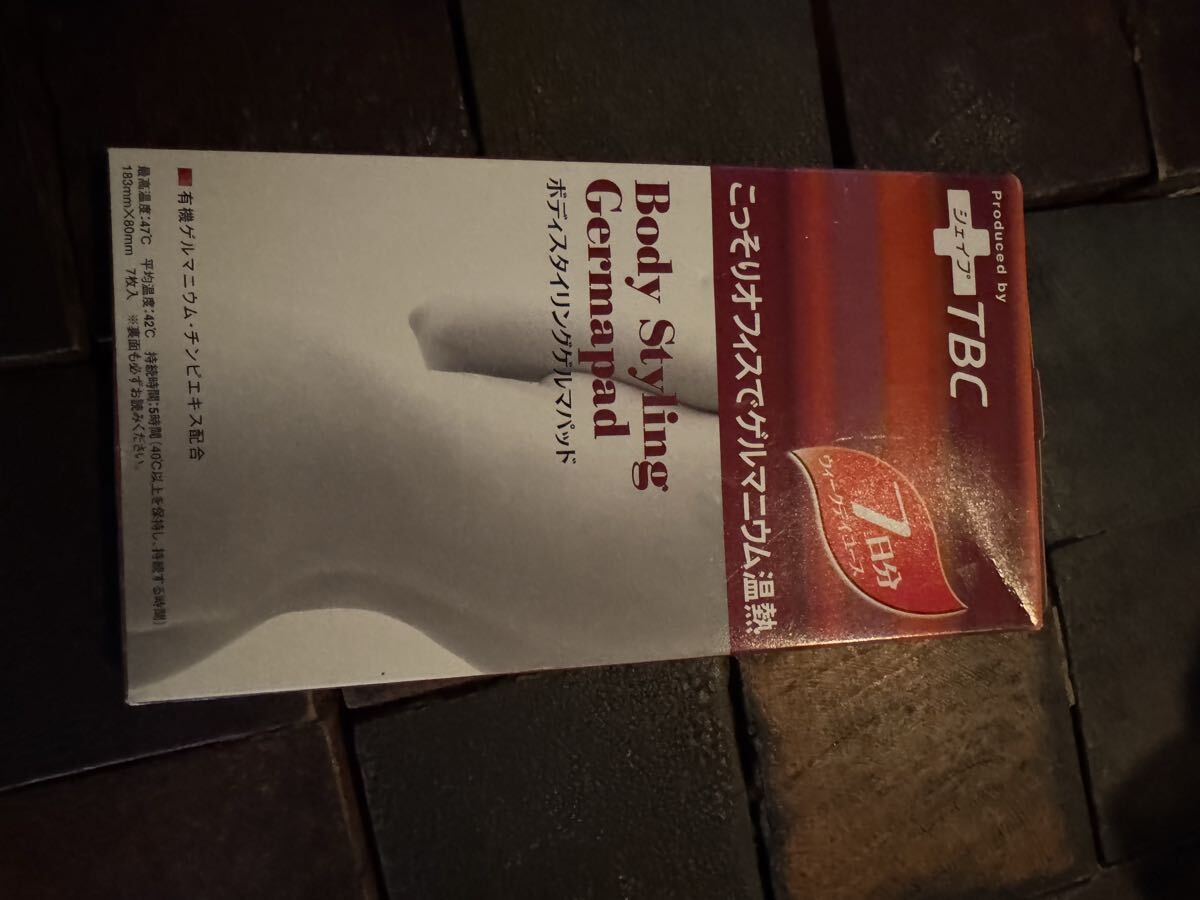 Produced by
シェイプ TBC
7日分
ウィークデイユース
こっそりオフィスでゲルマニウム温熱
Body Styling
Germapad
ボディスタイリングゲルマパッド
■有機ゲルマニウム・チンピエキス配合
最高温度:47℃ 平均温度:42℃ 持続時間:5時間(40℃以上を保持し、持続する時間)
183mm×80mm 7枚入 ※裏面も必ずお読みください。